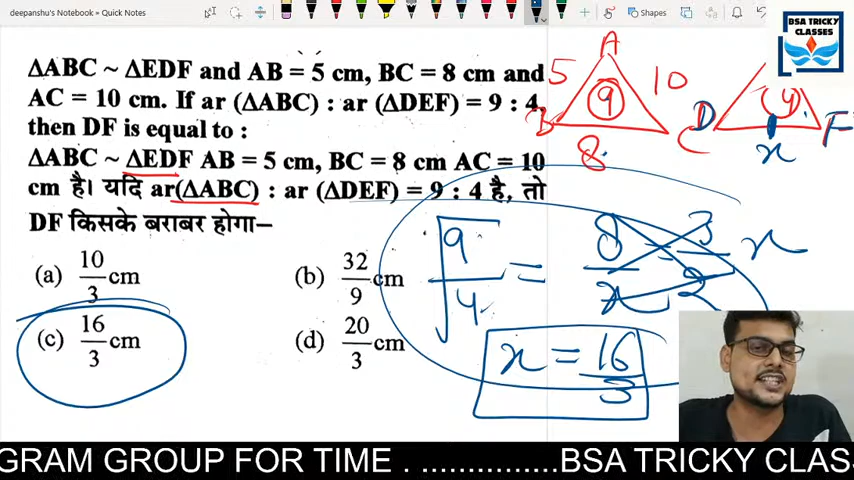 deepanshu's Notebook » Quick Notes
Shapes
BSA TRICKY
CLASSES
ΔABC ~ ΔEDF and AB = 5 cm, BC = 8 cm and
AC = 10 cm. If ar (ΔABC) : ar (ΔDEF) = 9 : 4,
then DF is equal to :
ΔABC ~ ΔEDF AB = 5 cm, BC = 8 cm AC = 10
cm है। यदि ar(ΔABC) : ar (ΔDEF) = 9 : 4 है, तो
DF किसके बराबर होगा–
(a) 10/3 cm
(b) 32/9 cm
(c) 16/3 cm
(d) 20/3 cm
A
5 10
9
B C
8
4
D F
x
√9/4 = 8/x = 3/2 x
x = 16/3
GRAM GROUP FOR TIME . ...............BSA TRICKY CLAS